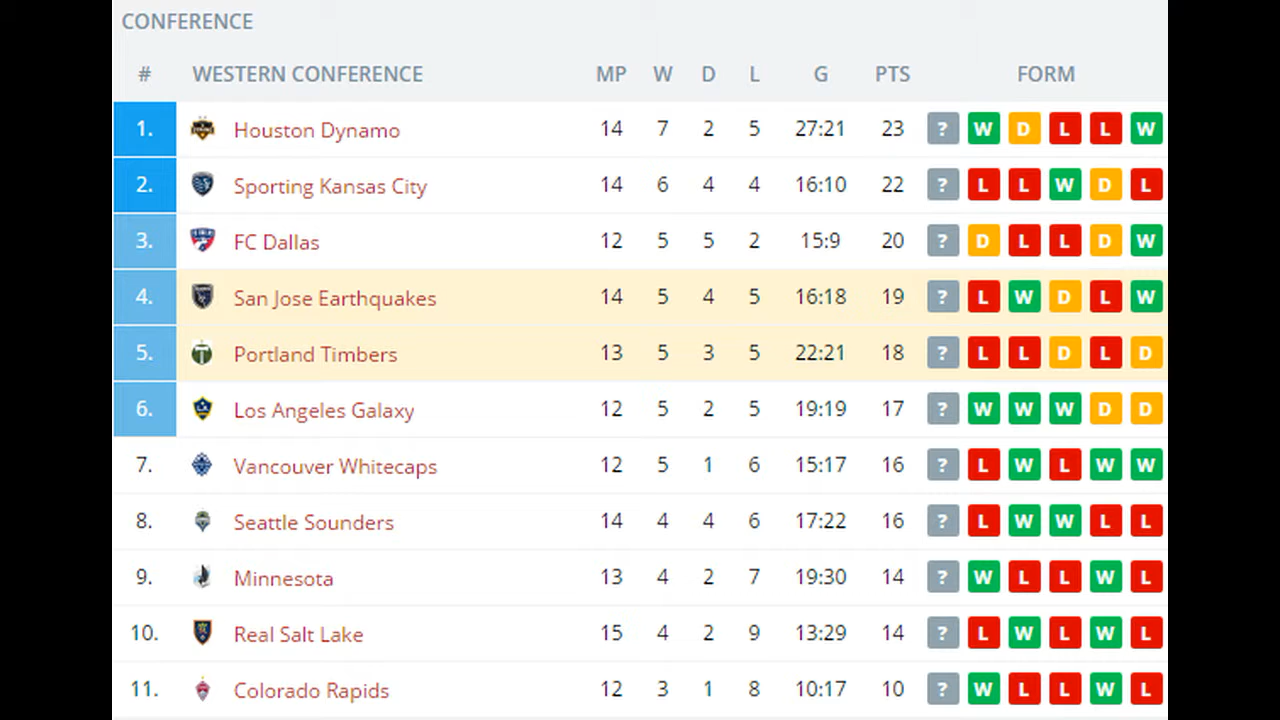 CONFERENCE
# WESTERN CONFERENCE MP W D L G PTS FORM
1. Houston Dynamo 14 7 2 5 27:21 23 ? W D L L W
2. Sporting Kansas City 14 6 4 4 16:10 22 ? L L W D L
3. FC Dallas 12 5 5 2 15:9 20 ? D L L D W
4. San Jose Earthquakes 14 5 4 5 16:18 19 ? L W D L W
5. Portland Timbers 13 5 3 5 22:21 18 ? L L D L D
6. Los Angeles Galaxy 12 5 2 5 19:19 17 ? W W W D D
7. Vancouver Whitecaps 12 5 1 6 15:17 16 ? L W L W W
8. Seattle Sounders 14 4 4 6 17:22 16 ? L W W L L
9. Minnesota 13 4 2 7 19:30 14 ? W L L W L
10. Real Salt Lake 15 4 2 9 13:29 14 ? L W L W L
11. Colorado Rapids 12 3 1 8 10:17 10 ? W L L W L